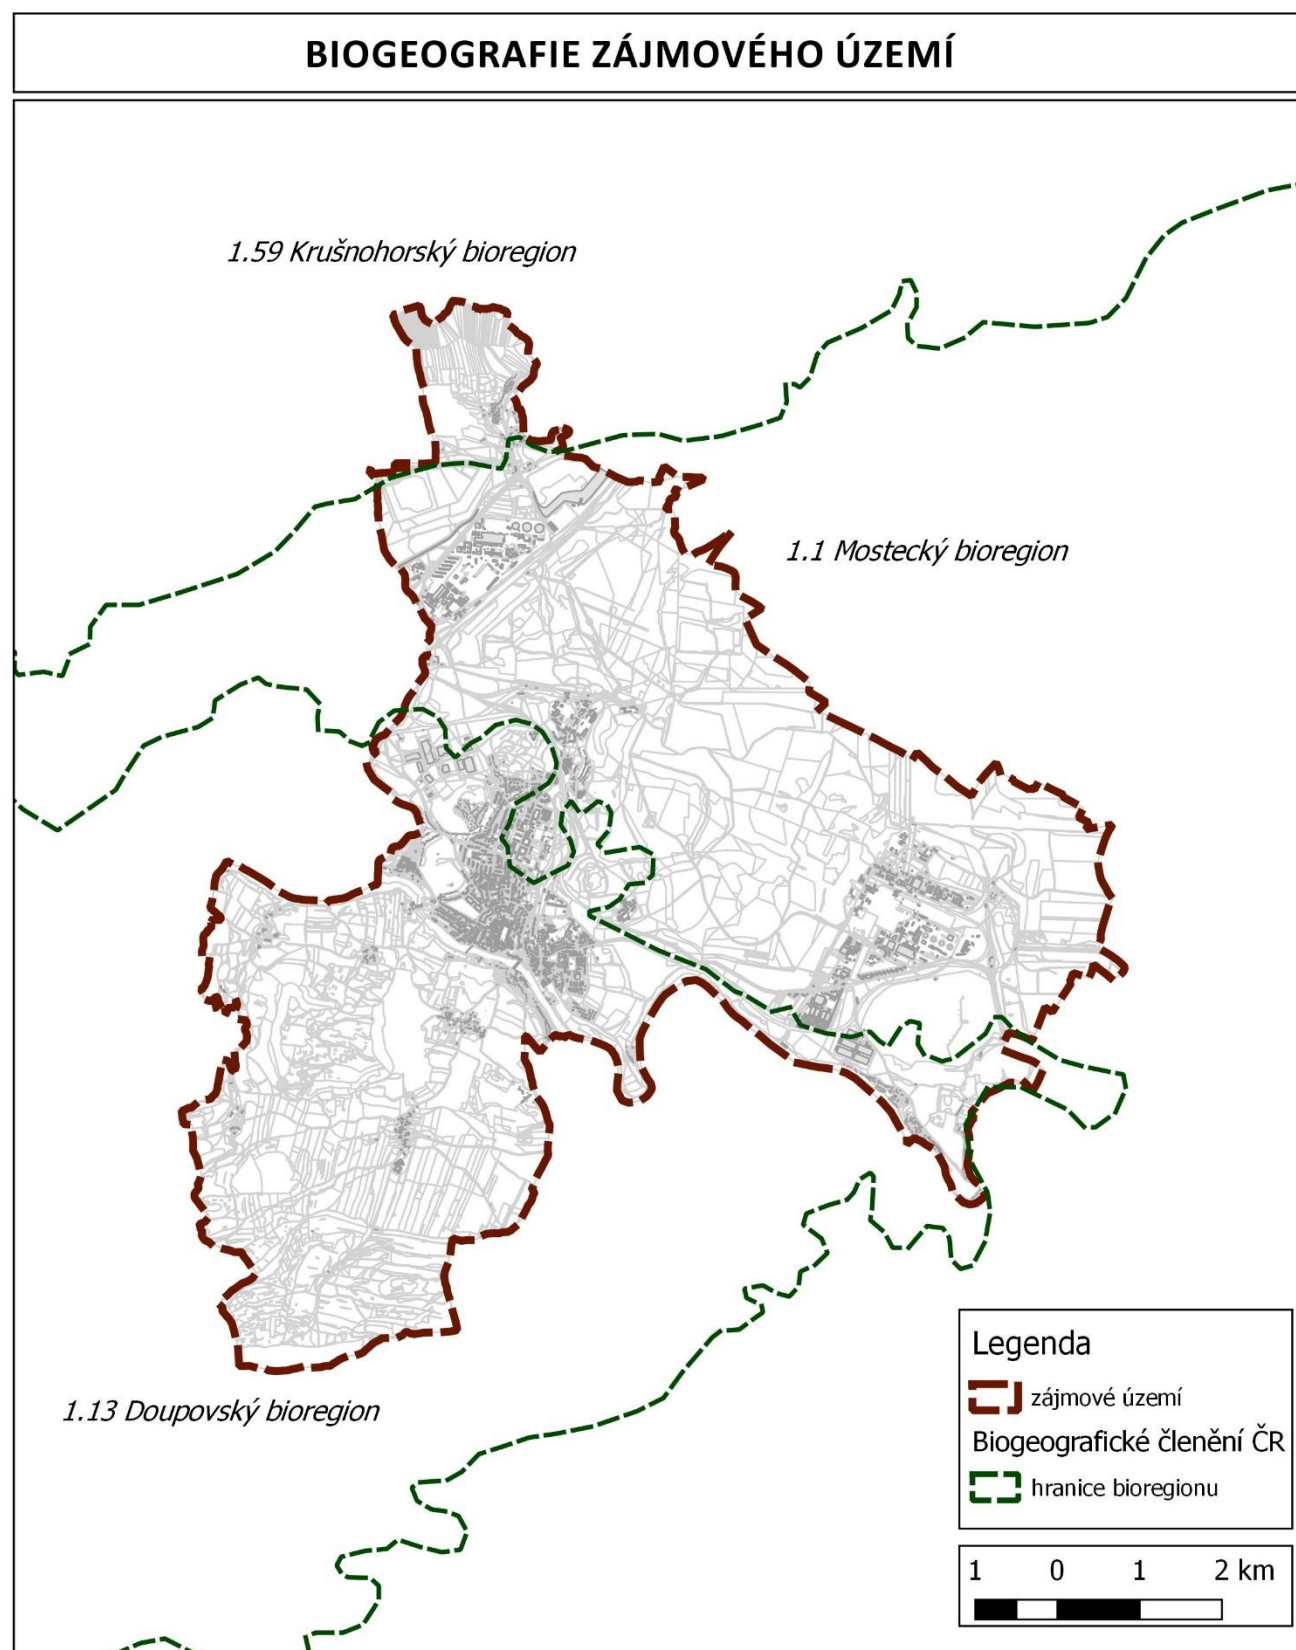 BIOGEOGRAFIE ZÁJMOVÉHO ÚZEMÍ
1.59 Krušnohorský bioregion
1.1 Mostecký bioregion
1.13 Doupovský bioregion
Legenda
zájmové území
Biogeografické členění ČR
hranice bioregionu
1 0 1 2 km